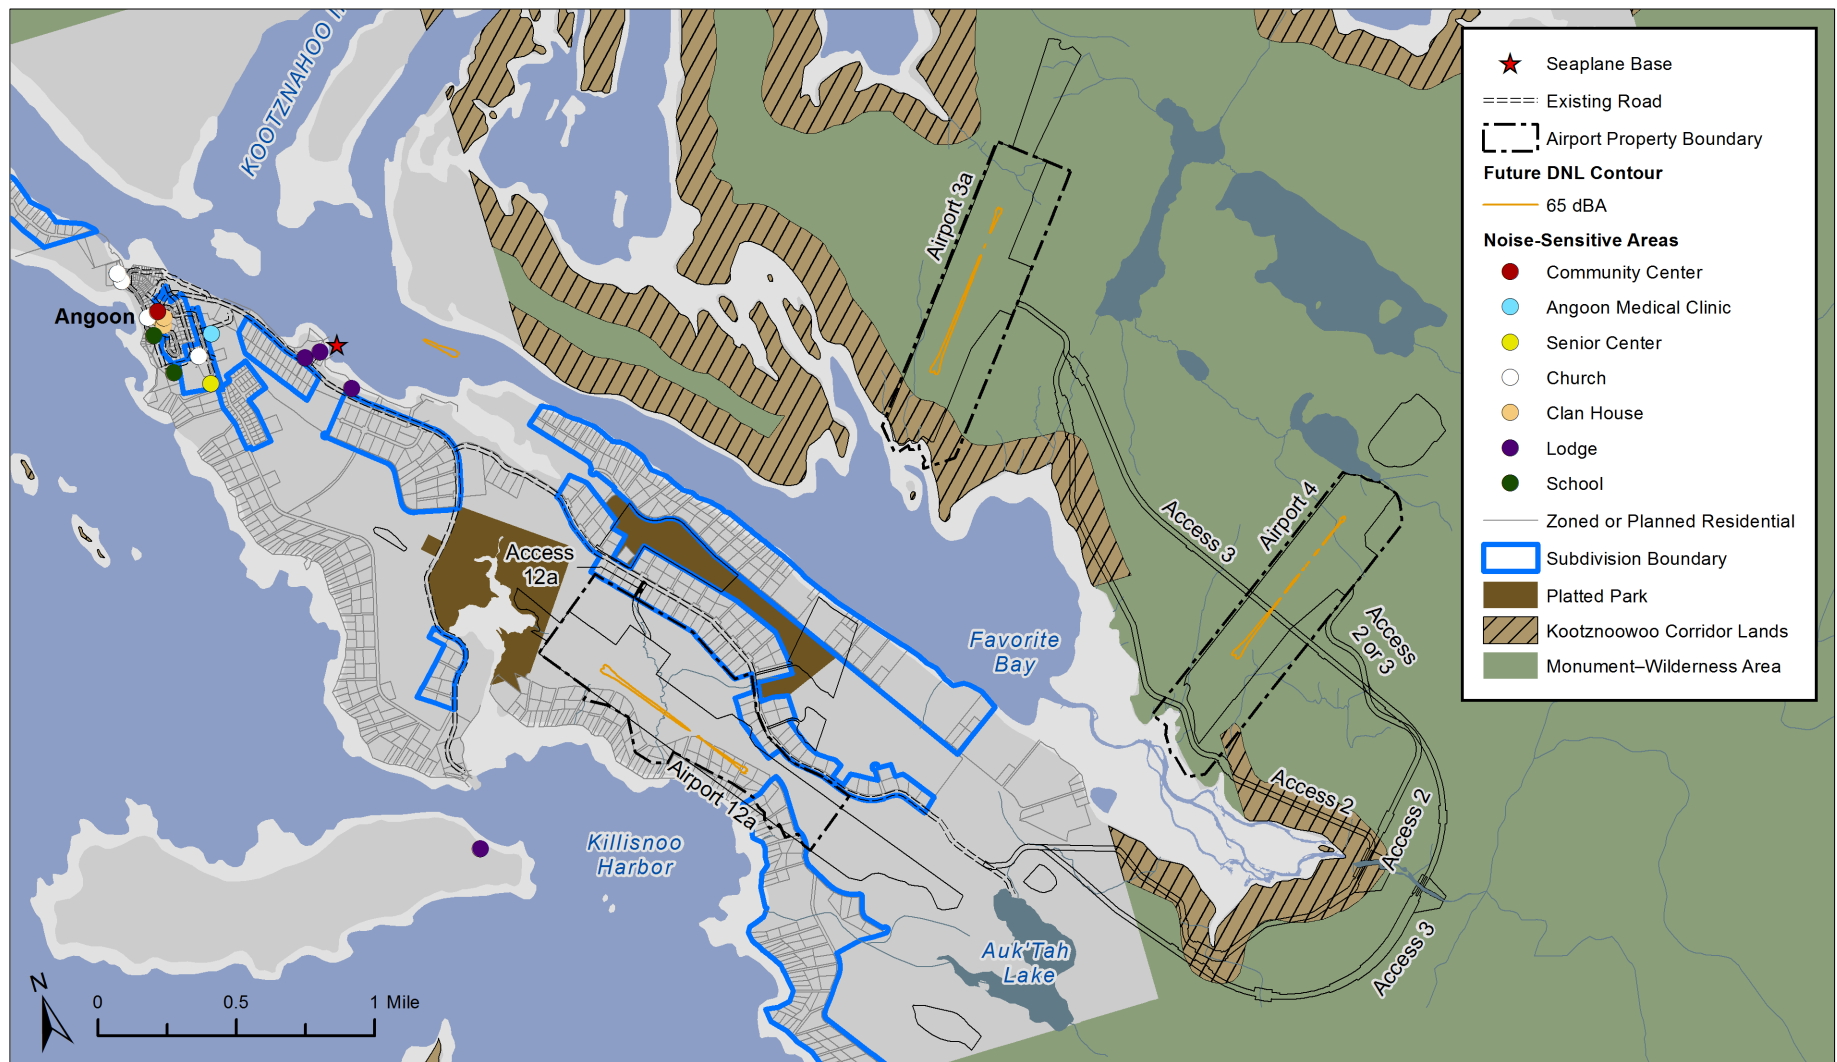 KOOTZNAHOO
Angoon
Airport 3a
Access 3
Airport 4
Access
2 or 3
Access
12a
Favorite
Bay
Airport 12a
Killisnoo
Harbor
Access 2
Access 2
Access 3
Auk'Tah
Lake
N
0 0.5 1 Mile
Seaplane Base
Existing Road
Airport Property Boundary
Future DNL Contour
65 dBA
Noise-Sensitive Areas
Community Center
Angoon Medical Clinic
Senior Center
Church
Clan House
Lodge
School
Zoned or Planned Residential
Subdivision Boundary
Platted Park
Kootznoowoo Corridor Lands
Monument–Wilderness Area